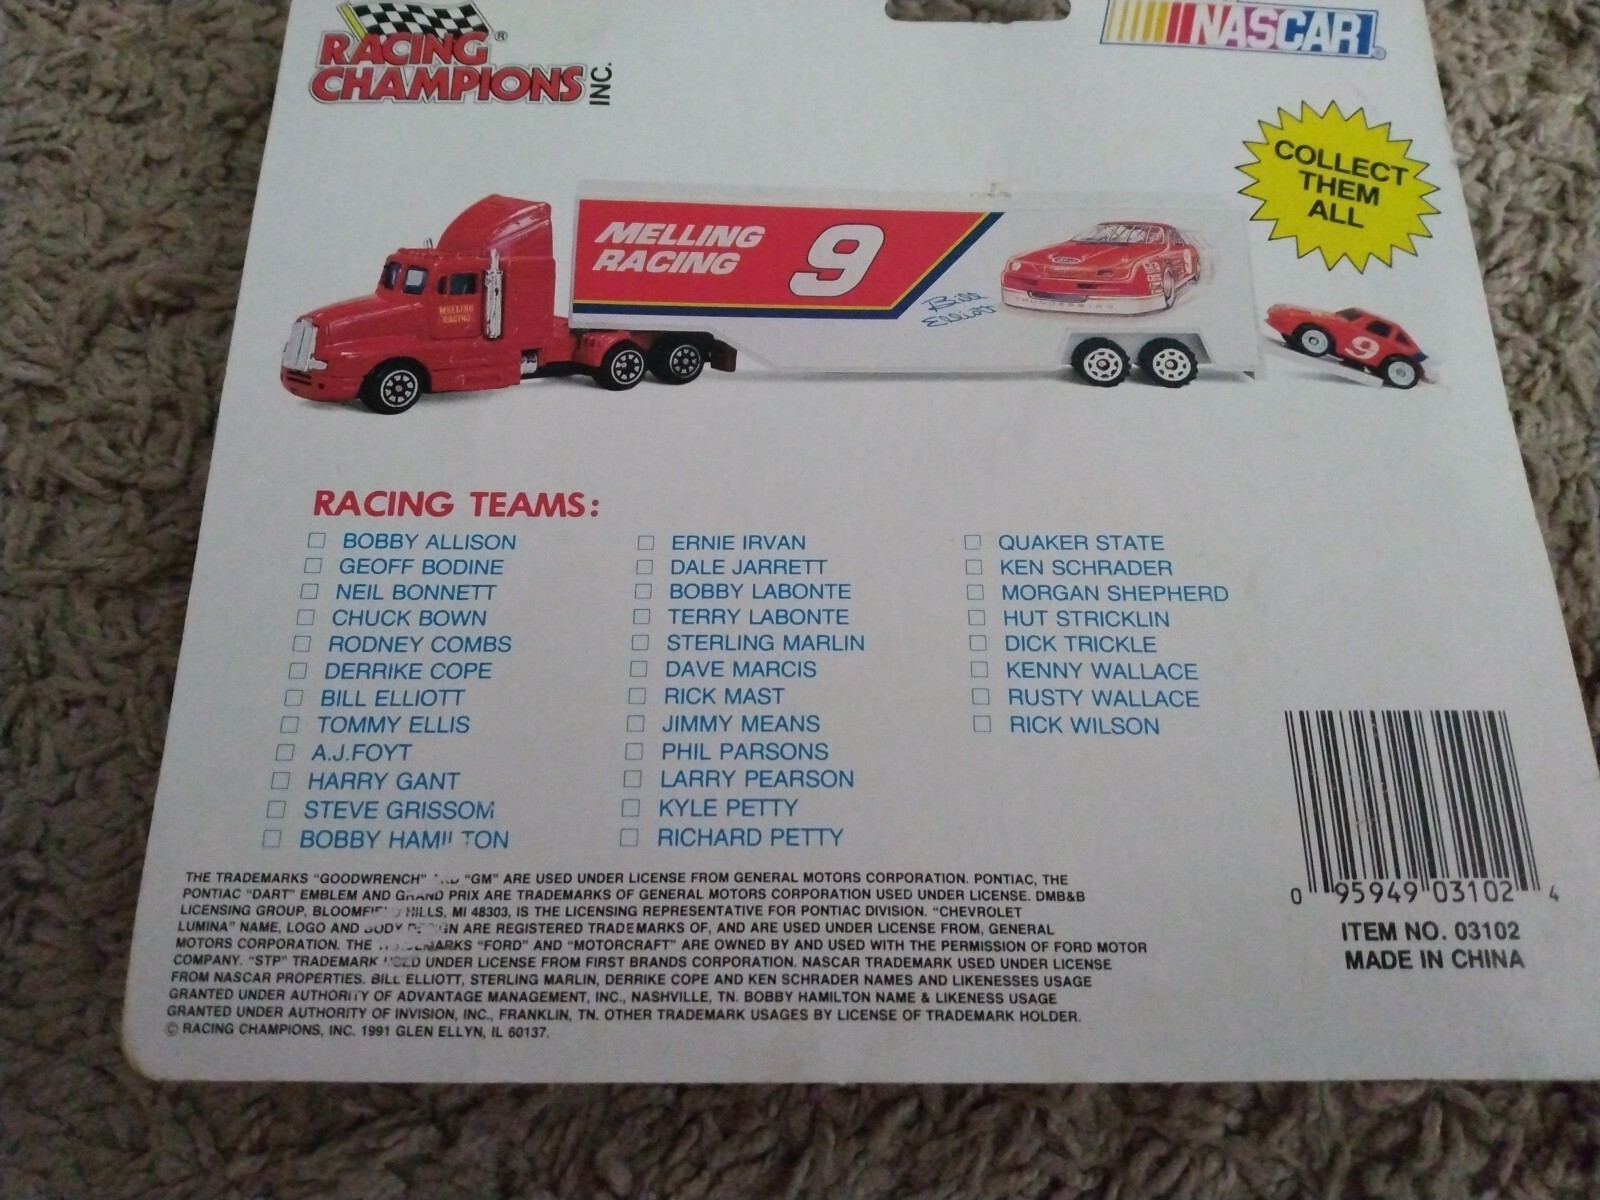 RACING
CHAMPIONS® INC.
NASCAR®
COLLECT
THEM
ALL
MELLING
RACING
9
Bill
Elliott
THUNDERBIRD
MELLING
RACING
9
RACING TEAMS:
☐ BOBBY ALLISON
☐ GEOFF BODINE
☐ NEIL BONNETT
☐ CHUCK BOWN
☐ RODNEY COMBS
☐ DERRIKE COPE
☐ BILL ELLIOTT
☐ TOMMY ELLIS
☐ A.J.FOYT
☐ HARRY GANT
☐ STEVE GRISSOM
☐ BOBBY HAMILTON
☐ ERNIE IRVAN
☐ DALE JARRETT
☐ BOBBY LABONTE
☐ TERRY LABONTE
☐ STERLING MARLIN
☐ DAVE MARCIS
☐ RICK MAST
☐ JIMMY MEANS
☐ PHIL PARSONS
☐ LARRY PEARSON
☐ KYLE PETTY
☐ RICHARD PETTY
☐ QUAKER STATE
☐ KEN SCHRADER
☐ MORGAN SHEPHERD
☐ HUT STRICKLIN
☐ DICK TRICKLE
☐ KENNY WALLACE
☐ RUSTY WALLACE
☐ RICK WILSON
THE TRADEMARKS "GOODWRENCH" AND "GM" ARE USED UNDER LICENSE FROM GENERAL MOTORS CORPORATION. PONTIAC, THE
PONTIAC "DART" EMBLEM AND GRAND PRIX ARE TRADEMARKS OF GENERAL MOTORS CORPORATION USED UNDER LICENSE. DMB&B
LICENSING GROUP, BLOOMFIELD HILLS, MI 48303, IS THE LICENSING REPRESENTATIVE FOR PONTIAC DIVISION. "CHEVROLET
LUMINA" NAME, LOGO AND BODY DESIGN ARE REGISTERED TRADEMARKS OF, AND ARE USED UNDER LICENSE FROM, GENERAL
MOTORS CORPORATION. THE TRADEMARKS "FORD" AND "MOTORCRAFT" ARE OWNED BY AND USED WITH THE PERMISSION OF FORD MOTOR
COMPANY. "STP" TRADEMARK USED UNDER LICENSE FROM FIRST BRANDS CORPORATION. NASCAR TRADEMARK USED UNDER LICENSE
FROM NASCAR PROPERTIES. BILL ELLIOTT, STERLING MARLIN, DERRIKE COPE AND KEN SCHRADER NAMES AND LIKENESSES USAGE
GRANTED UNDER AUTHORITY OF ADVANTAGE MANAGEMENT, INC., NASHVILLE, TN. BOBBY HAMILTON NAME & LIKENESS USAGE
GRANTED UNDER AUTHORITY OF INVISION, INC., FRANKLIN, TN. OTHER TRADEMARK USAGES BY LICENSE OF TRADEMARK HOLDER.
© RACING CHAMPIONS, INC. 1991 GLEN ELLYN, IL 60137.
0 95949 03102 4
ITEM NO. 03102
MADE IN CHINA